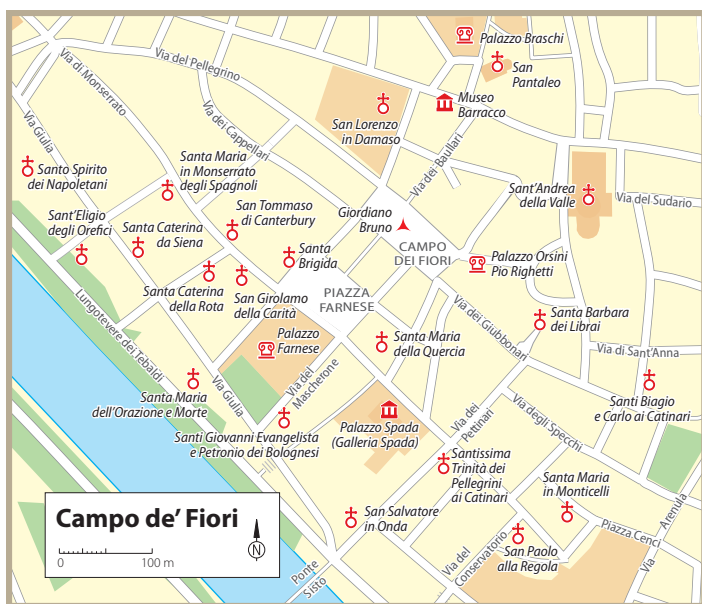 Palazzo Braschi
San
Pantaleo
Via del Pellegrino
Via di Monserrato
Museo
Barracco
San Lorenzo
in Damaso
Via Giulia
Via dei Cappellari
Via dei Baullari
Santo Spirito
dei Napoletani
Santa Maria
in Monserrato
degli Spagnoli
Sant'Andrea
della Valle
Via del Sudario
San Tommaso
di Canterbury
Giordiano
Bruno
Sant'Eligio
degli Orefici
Santa Caterina
da Siena
CAMPO
DEI FIORI
Santa
Brigida
Palazzo Orsini
Pio Righetti
Santa Caterina
della Rota
San Girolamo
della Carità
PIAZZA
FARNESE
Lungotevere dei Tebaldi
Via dei Giubbonari
Santa Barbara
dei Librai
Palazzo
Farnese
Santa Maria
della Quercia
Via di Sant'Anna
Via del
Mascherone
Santa Maria
dell'Orazione e Morte
Via Giulia
Santi Biagio
e Carlo ai Catinari
Santi Giovanni Evangelista
e Petronio dei Bolognesi
Palazzo Spada
(Galleria Spada)
Via dei
Pettinari
Via degli Specchi
Santissima
Trinità dei
Pellegrini
ai Catinari
Santa Maria
in Monticelli
San Salvatore
in Onda
Campo de' Fiori
N
0
100 m
Ponte
Sisto
Via del
Conservatorio
San Paolo
alla Regola
Piazza Cenci
Via Arenula